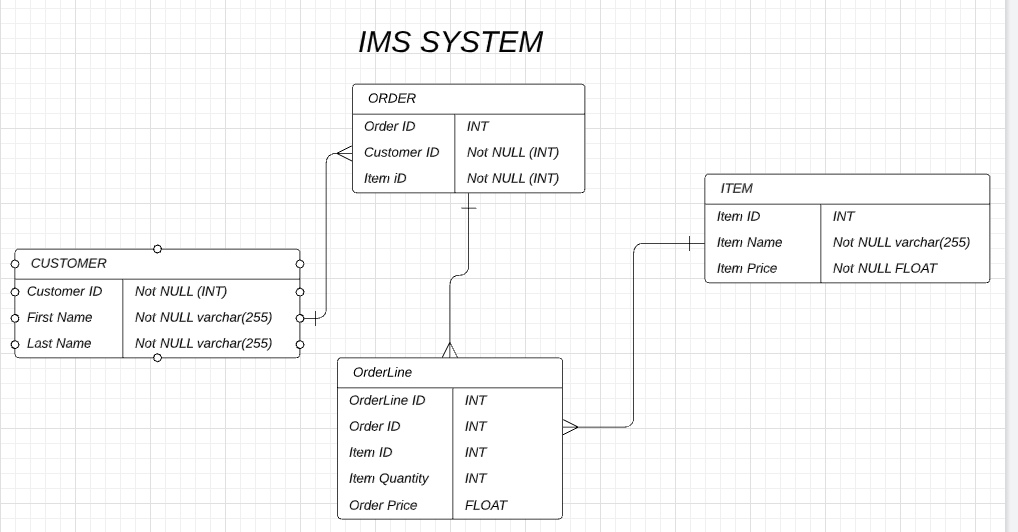 IMS SYSTEM
ORDER
Order ID INT
Customer ID Not NULL (INT)
Item iD Not NULL (INT)
ITEM
Item ID INT
Item Name Not NULL varchar(255)
Item Price Not NULL FLOAT
CUSTOMER
Customer ID Not NULL (INT)
First Name Not NULL varchar(255)
Last Name Not NULL varchar(255)
OrderLine
OrderLine ID INT
Order ID INT
Item ID INT
Item Quantity INT
Order Price FLOAT